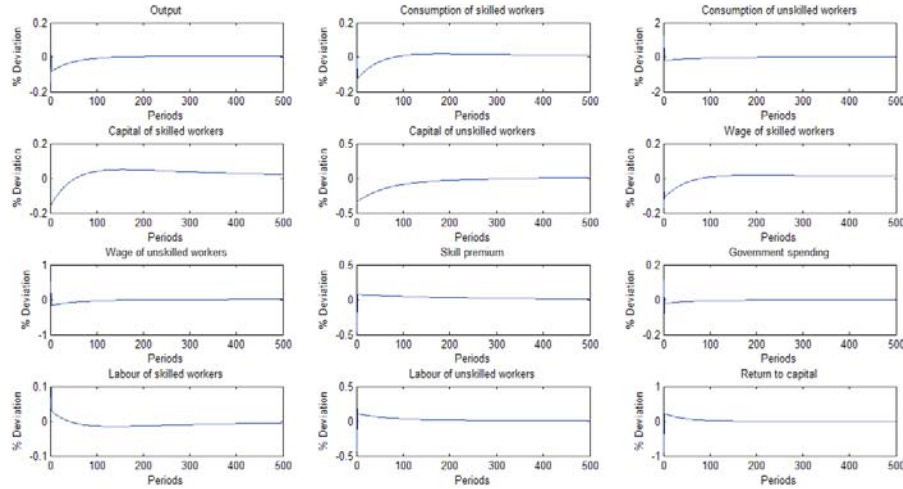 Output
Consumption of skilled workers
Consumption of unskilled workers
0.2
0
-0.2
% Deviation
0 100 200 300 400 500
Periods
0.2
0
-0.2
% Deviation
0 100 200 300 400 500
Periods
2
0
-2
% Deviation
0 100 200 300 400 500
Periods
Capital of skilled workers
Capital of unskilled workers
Wage of skilled workers
0.2
0
-0.2
% Deviation
0 100 200 300 400 500
Periods
0.5
0
-0.5
% Deviation
0 100 200 300 400 500
Periods
0.2
0
-0.2
% Deviation
0 100 200 300 400 500
Periods
Wage of unskilled workers
Skill premium
Government spending
1
0
-1
% Deviation
0 100 200 300 400 500
Periods
0.5
0
-0.5
% Deviation
0 100 200 300 400 500
Periods
0.2
0
-0.2
% Deviation
0 100 200 300 400 500
Periods
Labour of skilled workers
Labour of unskilled workers
Return to capital
0.1
0
-0.1
% Deviation
0 100 200 300 400 500
Periods
0.5
0
-0.5
% Deviation
0 100 200 300 400 500
Periods
1
0
-1
% Deviation
0 100 200 300 400 500
Periods